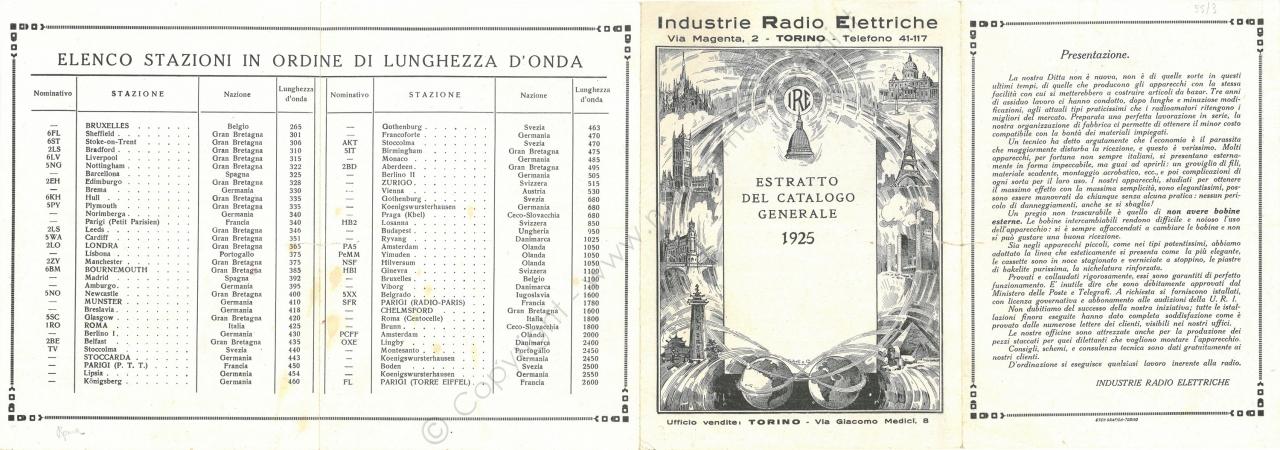 ELENCO STAZIONI IN ORDINE DI LUNGHEZZA D'ONDA
Nominativo STAZIONE Nazione Lunghezza d'onda
— BRUXELLES Belgio 265
6FL Sheffield Gran Bretagna 301
6ST Stoke-on-Trent Gran Bretagna 306
2LS Bradford Gran Bretagna 310
6LV Liverpool Gran Bretagna 315
5NG Nottingham Gran Bretagna 322
— Barcellona Spagna 325
2EH Edimburgo Gran Bretagna 328
— Brema Germania 330
6KH Hull Gran Bretagna 335
5PY Plymouth Gran Bretagna 335
— Norimberga Germania 340
— Parigi (Petit Parisien) Francia 340
2LS Leeds Gran Bretagna 346
5WA Cardiff Gran Bretagna 351
2LO LONDRA Gran Bretagna 365
— Lisbona Portogallo 375
2ZY Manchester Gran Bretagna 375
6BM BOURNEMOUTH Gran Bretagna 385
— Madrid Spagna 392
— Amburgo Germania 395
5NO Newcastle Gran Bretagna 400
— MUNSTER Germania 410
— Breslavia Germania 418
5SC Glasgow Gran Bretagna 420
1RO ROMA Italia 425
— Berlino I Germania 430
2BE Belfast Gran Bretagna 435
TV Stoccolma Svezia 440
— STOCCARDA Germania 443
— PARIGI (P. T. T.) Francia 450
— Lipsia Germania 454
— Königsberg Germania 460
Nominativo STAZIONE Nazione Lunghezza d'onda
— Gothenburg Svezia 463
— Francoforte Germania 470
AKT Stoccolma Svezia 470
5IT Birmingham Gran Bretagna 475
— Monaco Germania 485
2BD Aberdeen Gran Bretagna 495
— Berlino II Germania 505
— ZURIGO Svizzera 515
— Vienna Austria 530
— Gothenburg Svezia 680
— Koenigswursterhausen Germania 680
— Praga (Kbel) Ceco-Slovacchia 680
HB2 Losanna Svizzera 850
— Budapest Ungheria 950
— Ryvang Danimarca 1025
PA5 Amsterdam Olanda 1050
PeMM Ymuden Olanda 1050
NSF Hilversum Olanda 1050
HBI Ginevra Svizzera 1100
— Bruxelles Belgio 1100
— Viborg Danimarca 1400
5XX Belgrado Iugoslavia 1600
SFR PARIGI (RADIO-PARIS) Francia 1780
— CHELMSFORD Gran Bretagna 1600
— Roma (Centocelle) Italia 1800
— Brunn Ceco-Slovacchia 1800
PCFF Amsterdam Olanda 2000
OXE Lingby Danimarca 2400
— Montesanto Portogallo 2450
— Koenigswursterhausen Germania 2450
— Boden Svezia 2500
— Koenigswursterhausen Germania 2550
FL PARIGI (TORRE EIFFEL) Francia 2600
Industrie Radio Elettriche
Via Magenta, 2 - TORINO - Telefono 41-117
IRE
ESTRATTO
DEL CATALOGO
GENERALE
1925
Ufficio vendite: TORINO - Via Giacomo Medici, 8
55/3
Presentazione.
La nostra Ditta non è nuova, non è di quelle sorte in questi
ultimi tempi, di quelle che producono gli apparecchi con la stessa
facilità con cui si metterebbero a costruire articoli da bazar. Tre anni
di assiduo lavoro ci hanno condotto, dopo lunghe e minuziose modi-
ficazioni, agli attuali tipi praticissimi che i radioamatori ritengono i
migliori del mercato. Preparata una perfetta lavorazione in serie, la
nostra organizzazione di fabbrica ci permette di ottenere il minor costo
compatibile con la bontà dei materiali impiegati.
Un tecnico ha detto argutamente che l'economia è il parassita
che maggiormente disturba la ricezione, e questo è verissimo. Molti
apparecchi, per fortuna non sempre italiani, si presentano esterna-
mente in forma impeccabile, ma guai ad aprirli: un groviglio di fili,
materiale scadente, montaggio acrobatico, ecc., e poi complicazioni di
ogni sorta per il loro uso. I nostri apparecchi, studiati per ottenere
il massimo effetto con la massima semplicità, sono elegantissimi, pos-
sono essere manovrati da chiunque senza alcuna pratica: nessun peri-
colo di danneggiamenti, anche se si sbaglia!
Un pregio non trascurabile è quello di non avere bobine
esterne. Le bobine intercambiabili rendono difficile e noioso l'uso
dell'apparecchio: si è sempre affaccendati a cambiare le bobine e non
si può gustare una buona ricezione.
Sia negli apparecchi piccoli, come nei tipi potentissimi, abbiamo
adottato la linea che esteticamente si presenta come la più elegante,
le cassette sono in noce stagionato e verniciate a stoppino, le piastre
di bakelite purissima, la nichelatura rinforzata.
Provati e collaudati rigorosamente, essi sono garantiti di perfetto
funzionamento. E' inutile dire che sono debitamente approvati dal
Ministero delle Poste e Telegrafi. A richiesta si forniscono istallati,
con licenza governativa e abbonamento alle audizioni della U. R. I.
Non dubitiamo del successo della nostra iniziativa; tutte le istal-
lazioni finora eseguite hanno dato completa soddisfazione come è
provato dalle numerose lettere dei clienti, visibili nei nostri uffici.
Le nostre officine sono attrezzate anche per la produzione dei
pezzi staccati per quei dilettanti che vogliono montare l'apparecchio.
Consigli, schemi, e consulenza tecnica sono dati gratuitamente ai
nostri clienti.
D'ordinazione si eseguisce qualsiasi lavoro inerente alla radio.
INDUSTRIE RADIO ELETTRICHE